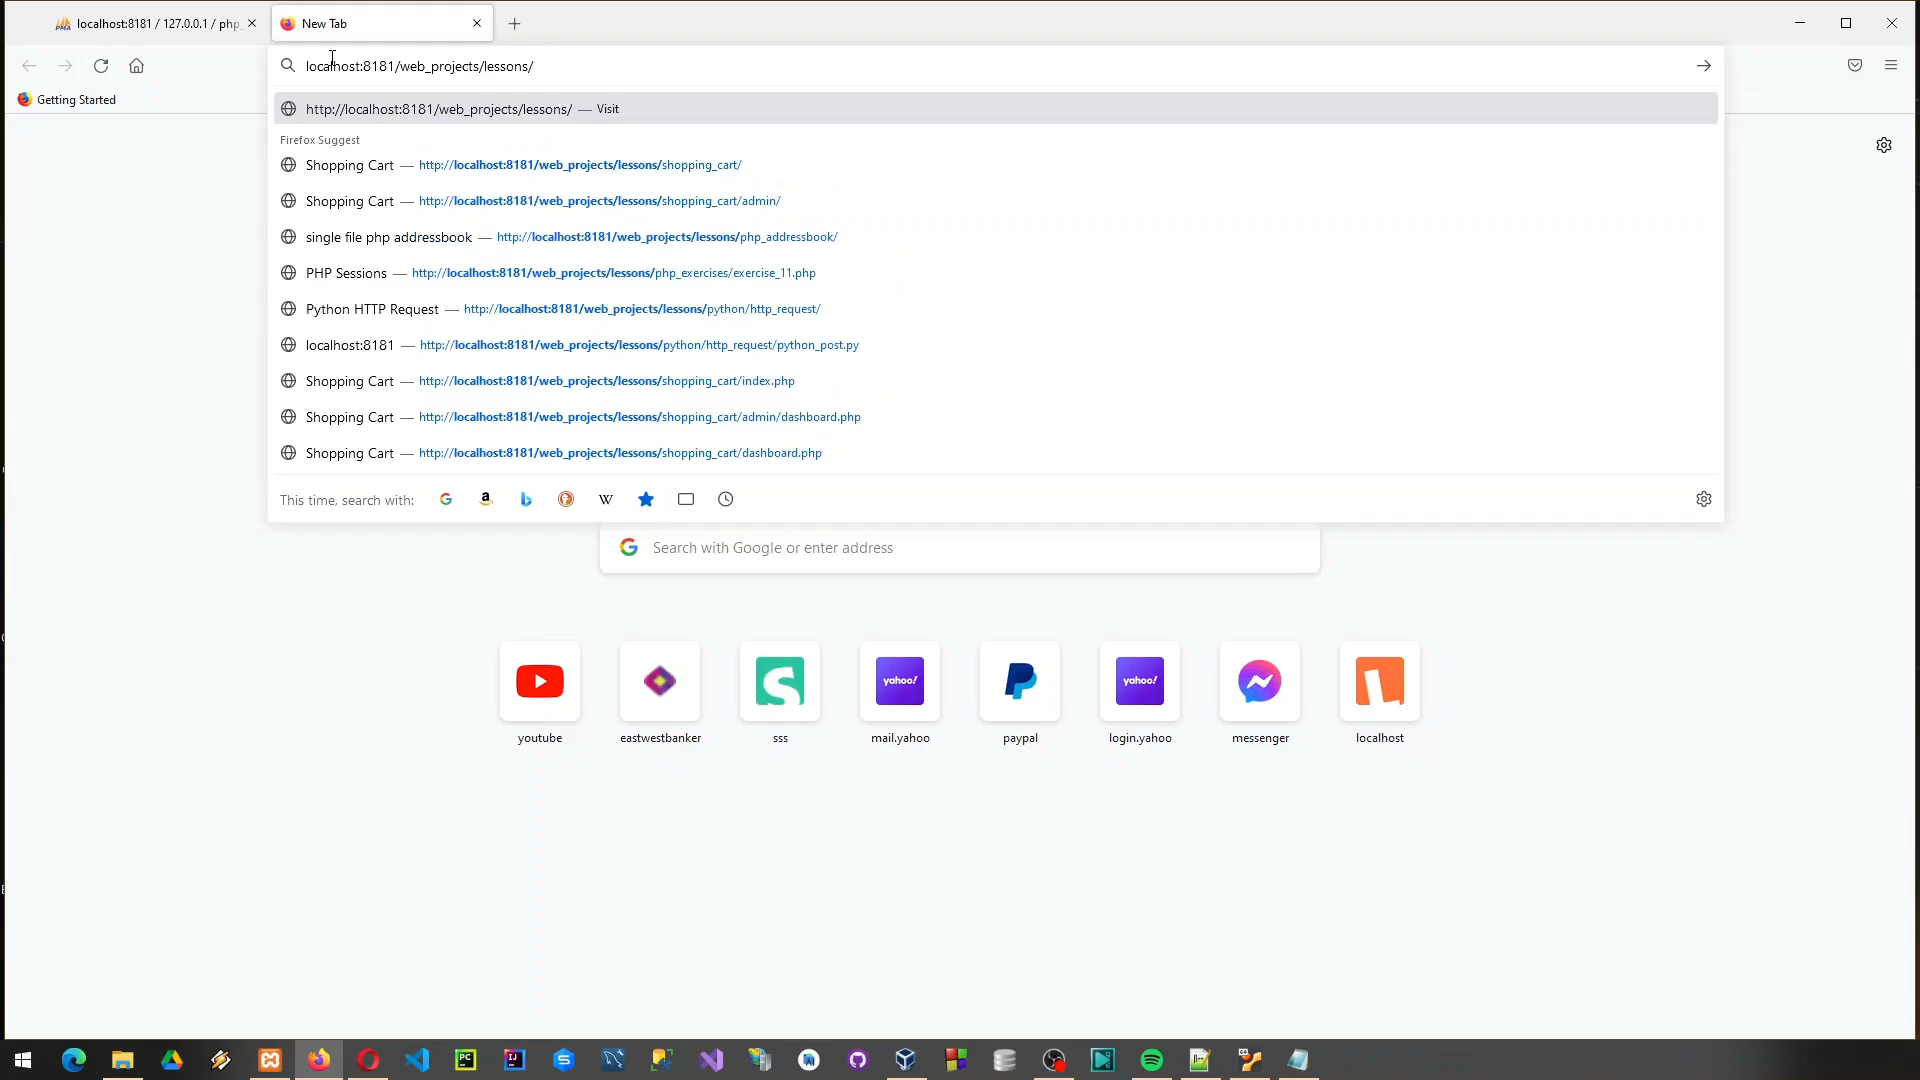 localhost:8181 / 127.0.0.1 / php_
New Tab
localhost:8181/web_projects/lessons/
Getting Started
http://localhost:8181/web_projects/lessons/ — Visit
Firefox Suggest
Shopping Cart — http://localhost:8181/web_projects/lessons/shopping_cart/
Shopping Cart — http://localhost:8181/web_projects/lessons/shopping_cart/admin/
single file php addressbook — http://localhost:8181/web_projects/lessons/php_addressbook/
PHP Sessions — http://localhost:8181/web_projects/lessons/php_exercises/exercise_11.php
Python HTTP Request — http://localhost:8181/web_projects/lessons/python/http_request/
localhost:8181 — http://localhost:8181/web_projects/lessons/python/http_request/python_post.py
Shopping Cart — http://localhost:8181/web_projects/lessons/shopping_cart/index.php
Shopping Cart — http://localhost:8181/web_projects/lessons/shopping_cart/admin/dashboard.php
Shopping Cart — http://localhost:8181/web_projects/lessons/shopping_cart/dashboard.php
This time, search with:
Search with Google or enter address
yahoo!
yahoo!
youtube
eastwestbanker
sss
mail.yahoo
paypal
login.yahoo
messenger
localhost